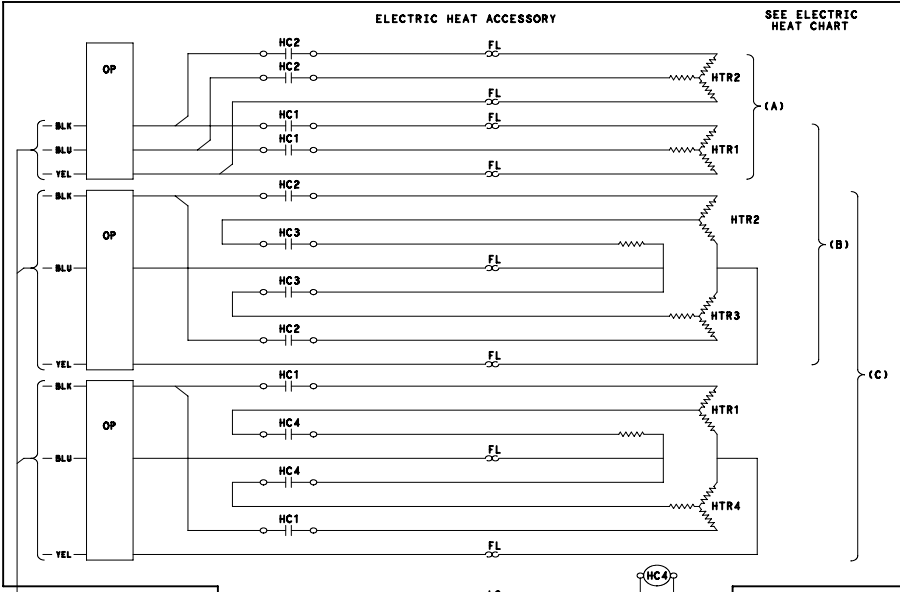 ELECTRIC HEAT ACCESSORY
SEE ELECTRIC
HEAT CHART
HC2
FL
OP
HC2
HTR2
FL
(A)
HC1
FL
BLK
HC1
BLU
HTR1
FL
YEL
HC2
BLK
HTR2
OP
HC3
(B)
FL
BLU
HC3
HTR3
HC2
FL
YEL
HC1
(C)
BLK
HTR1
OP
HC4
FL
BLU
HC4
HTR4
HC1
FL
YEL
HC4